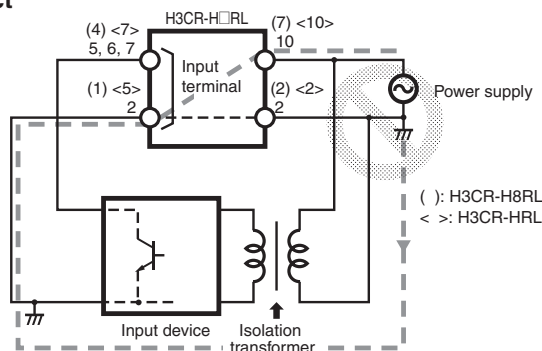 ct
H3CR-H□RL
(4) <7>
5, 6, 7
(7) <10>
10
Input
terminal
(1) <5>
2
(2) <2>
2
Power supply
( ): H3CR-H8RL
< >: H3CR-HRL
Input device
Isolation
transformer